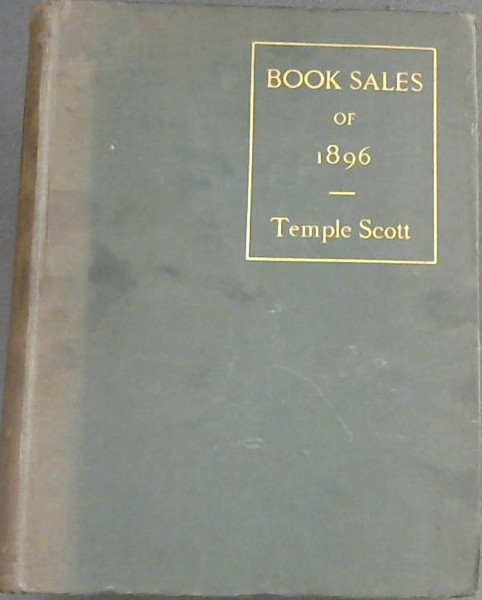 BOOK SALES
OF
1896
Temple Scott